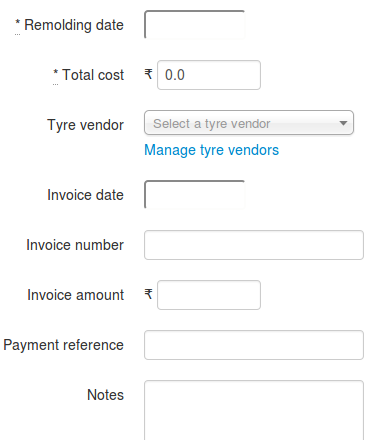 * Remolding date
* Total cost ₹ 0.0
Tyre vendor Select a tyre vendor
Manage tyre vendors
Invoice date
Invoice number
Invoice amount ₹
Payment reference
Notes